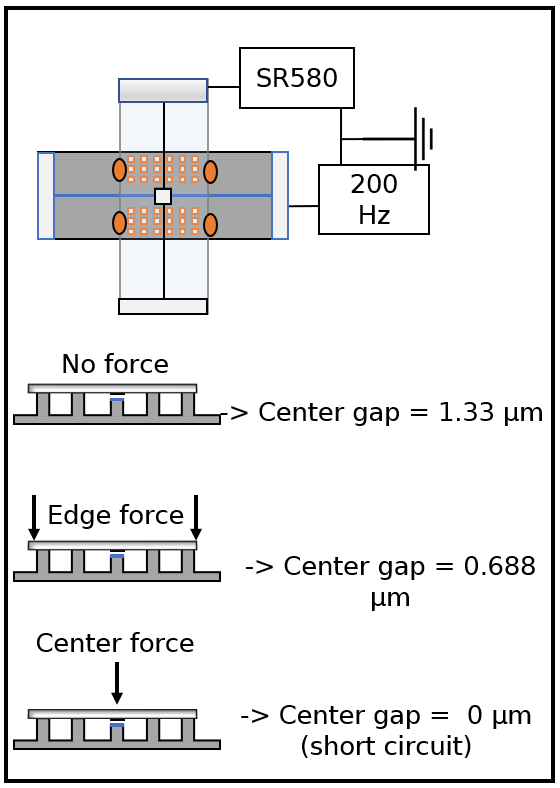 SR580
200
Hz
No force
-> Center gap = 1.33 μm
Edge force
-> Center gap = 0.688
μm
Center force
-> Center gap =  0 μm
(short circuit)